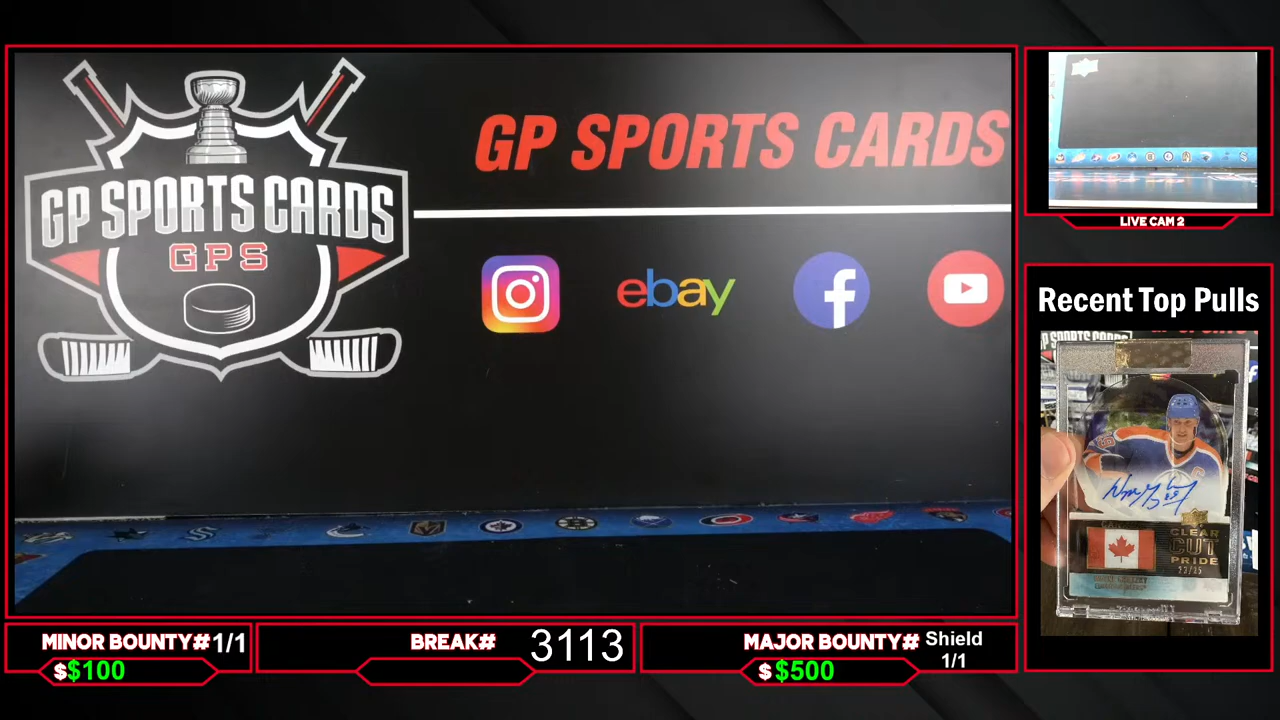 GP SPORTS CARDS
GPS
GP SPORTS CARDS
ebay
f
LIVE CAM 2
Recent Top Pulls
CLEAR
CUT
PRIDE
MINOR BOUNTY# 1/1
$$100
BREAK# 3113
MAJOR BOUNTY# Shield
1/1
$ $500